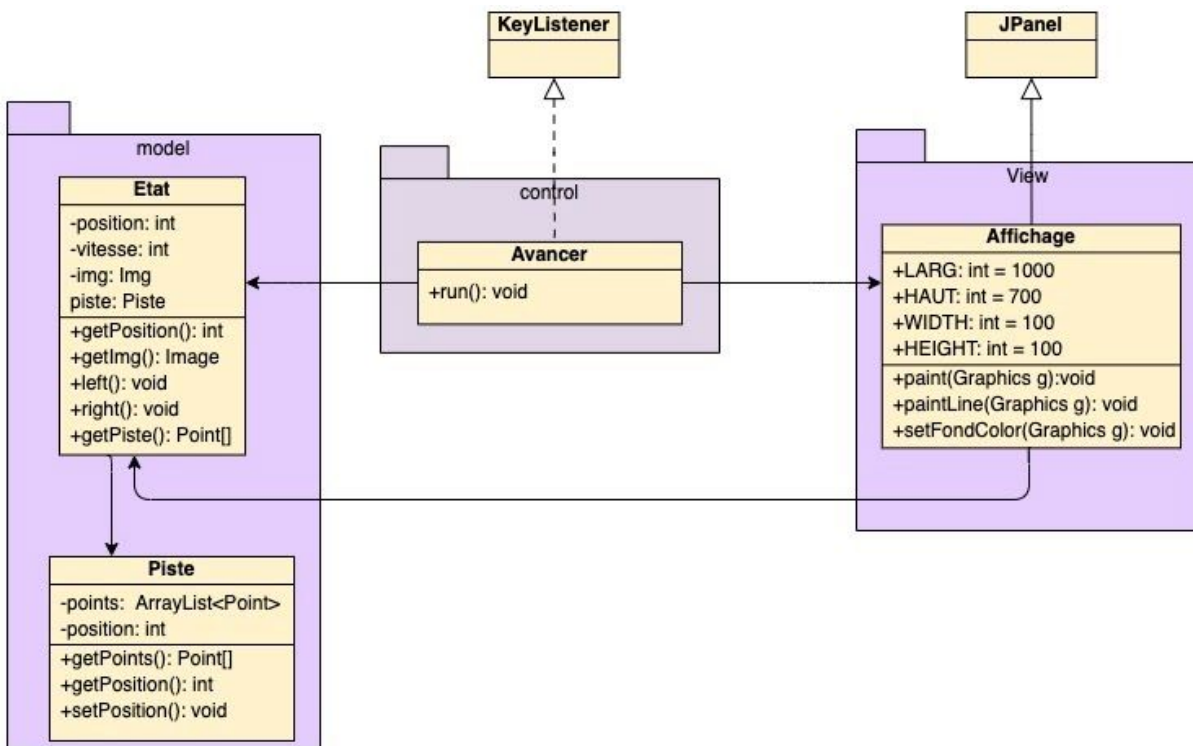 KeyListener
JPanel
model
Etat
-position: int
-vitesse: int
-img: Img
piste: Piste
+getPosition(): int
+getImg(): Image
+left(): void
+right(): void
+getPiste(): Point[]
Piste
-points: ArrayList<Point>
-position: int
+getPoints(): Point[]
+getPosition(): int
+setPosition(): void
control
Avancer
+run(): void
View
Affichage
+LARG: int = 1000
+HAUT: int = 700
+WIDTH: int = 100
+HEIGHT: int = 100
+paint(Graphics g):void
+paintLine(Graphics g): void
+setFondColor(Graphics g): void